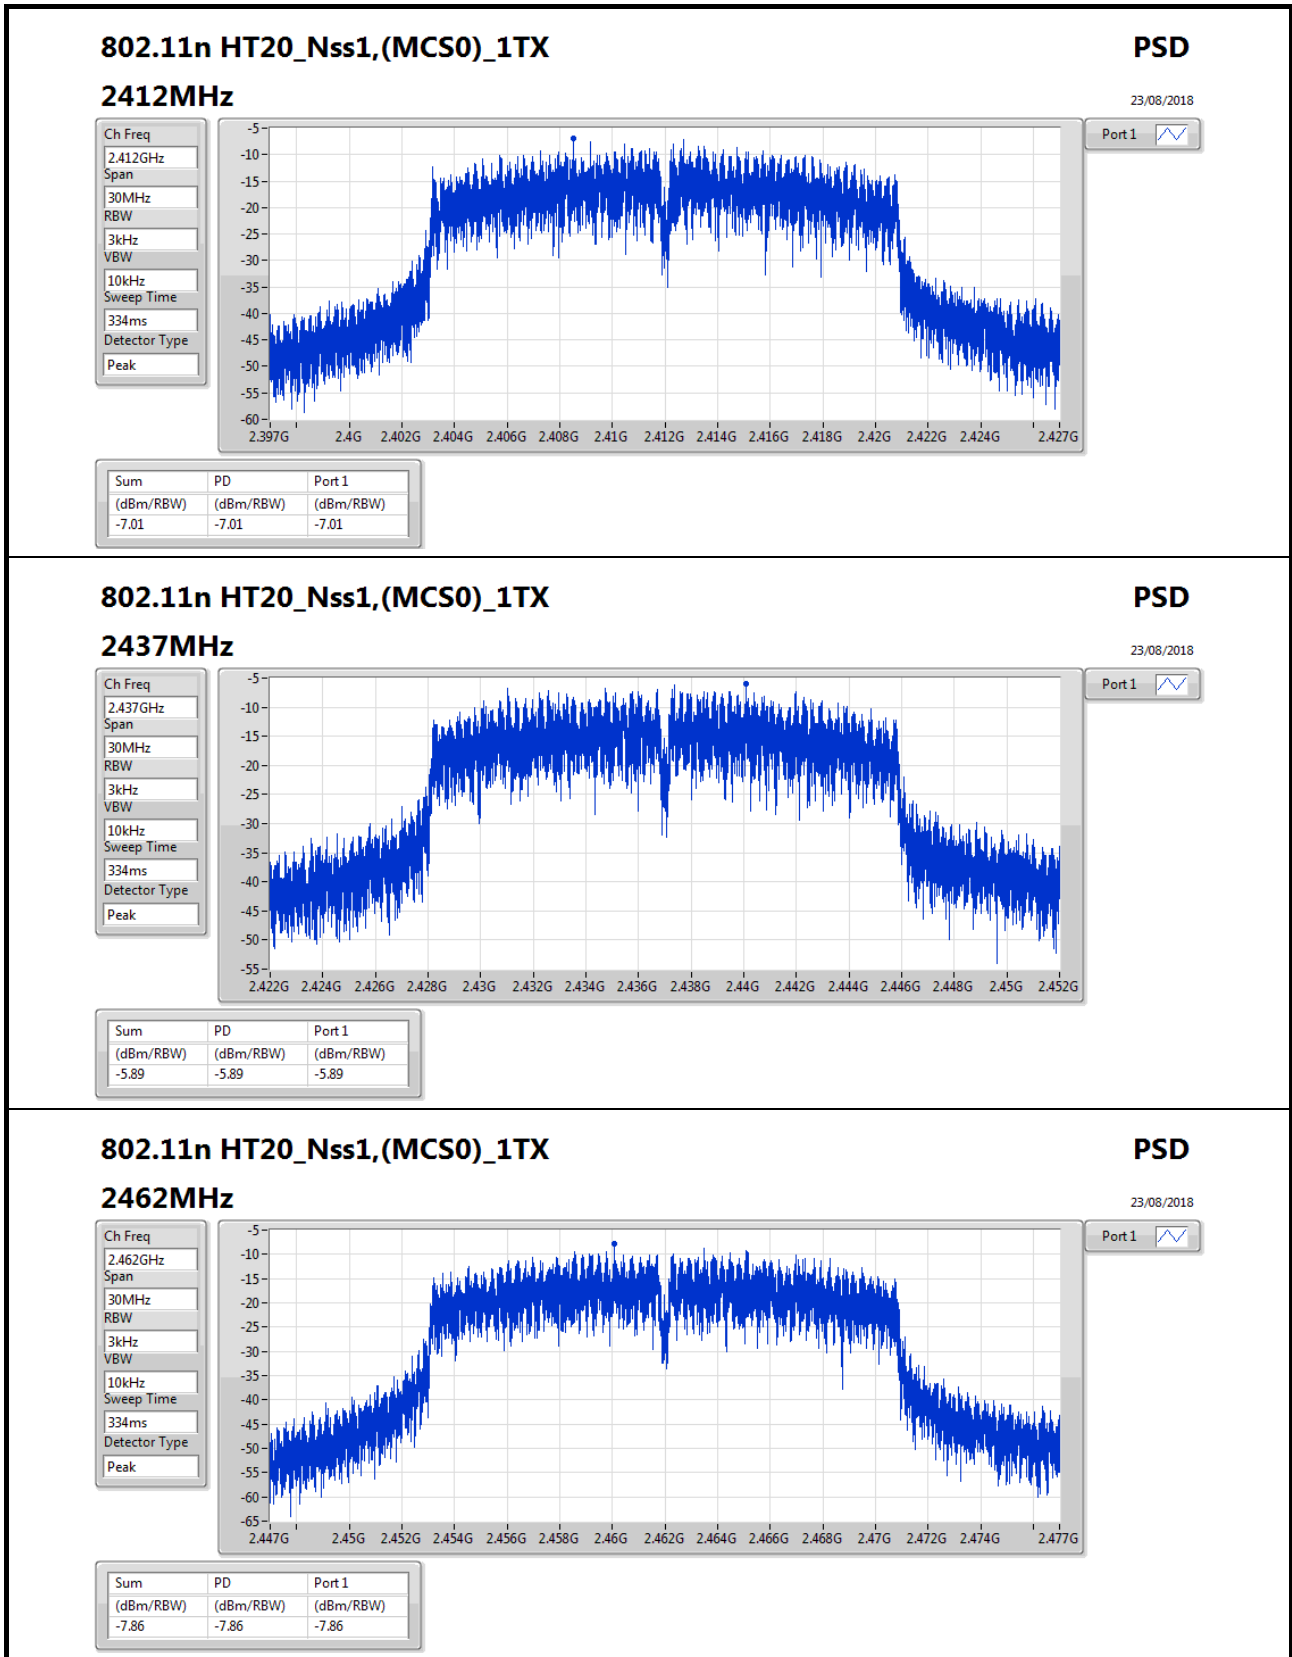 802.11n HT20_Nss1,(MCS0)_1TX PSD
2412MHz 23/08/2018
Ch Freq
2.412GHz
Span
30MHz
RBW
3kHz
VBW
10kHz
Sweep Time
334ms
Detector Type
Peak
-5
-10
-15
-20
-25
-30
-35
-40
-45
-50
-55
-60
2.397G 2.4G 2.402G 2.404G 2.406G 2.408G 2.41G 2.412G 2.414G 2.416G 2.418G 2.42G 2.422G 2.424G 2.427G
Port 1
Sum PD Port 1
(dBm/RBW) (dBm/RBW) (dBm/RBW)
-7.01 -7.01 -7.01
802.11n HT20_Nss1,(MCS0)_1TX PSD
2437MHz 23/08/2018
Ch Freq
2.437GHz
Span
30MHz
RBW
3kHz
VBW
10kHz
Sweep Time
334ms
Detector Type
Peak
-5
-10
-15
-20
-25
-30
-35
-40
-45
-50
-55
2.422G 2.424G 2.426G 2.428G 2.43G 2.432G 2.434G 2.436G 2.438G 2.44G 2.442G 2.444G 2.446G 2.448G 2.45G 2.452G
Port 1
Sum PD Port 1
(dBm/RBW) (dBm/RBW) (dBm/RBW)
-5.89 -5.89 -5.89
802.11n HT20_Nss1,(MCS0)_1TX PSD
2462MHz 23/08/2018
Ch Freq
2.462GHz
Span
30MHz
RBW
3kHz
VBW
10kHz
Sweep Time
334ms
Detector Type
Peak
-5
-10
-15
-20
-25
-30
-35
-40
-45
-50
-55
-60
-65
2.447G 2.45G 2.452G 2.454G 2.456G 2.458G 2.46G 2.462G 2.464G 2.466G 2.468G 2.47G 2.472G 2.474G 2.477G
Port 1
Sum PD Port 1
(dBm/RBW) (dBm/RBW) (dBm/RBW)
-7.86 -7.86 -7.86